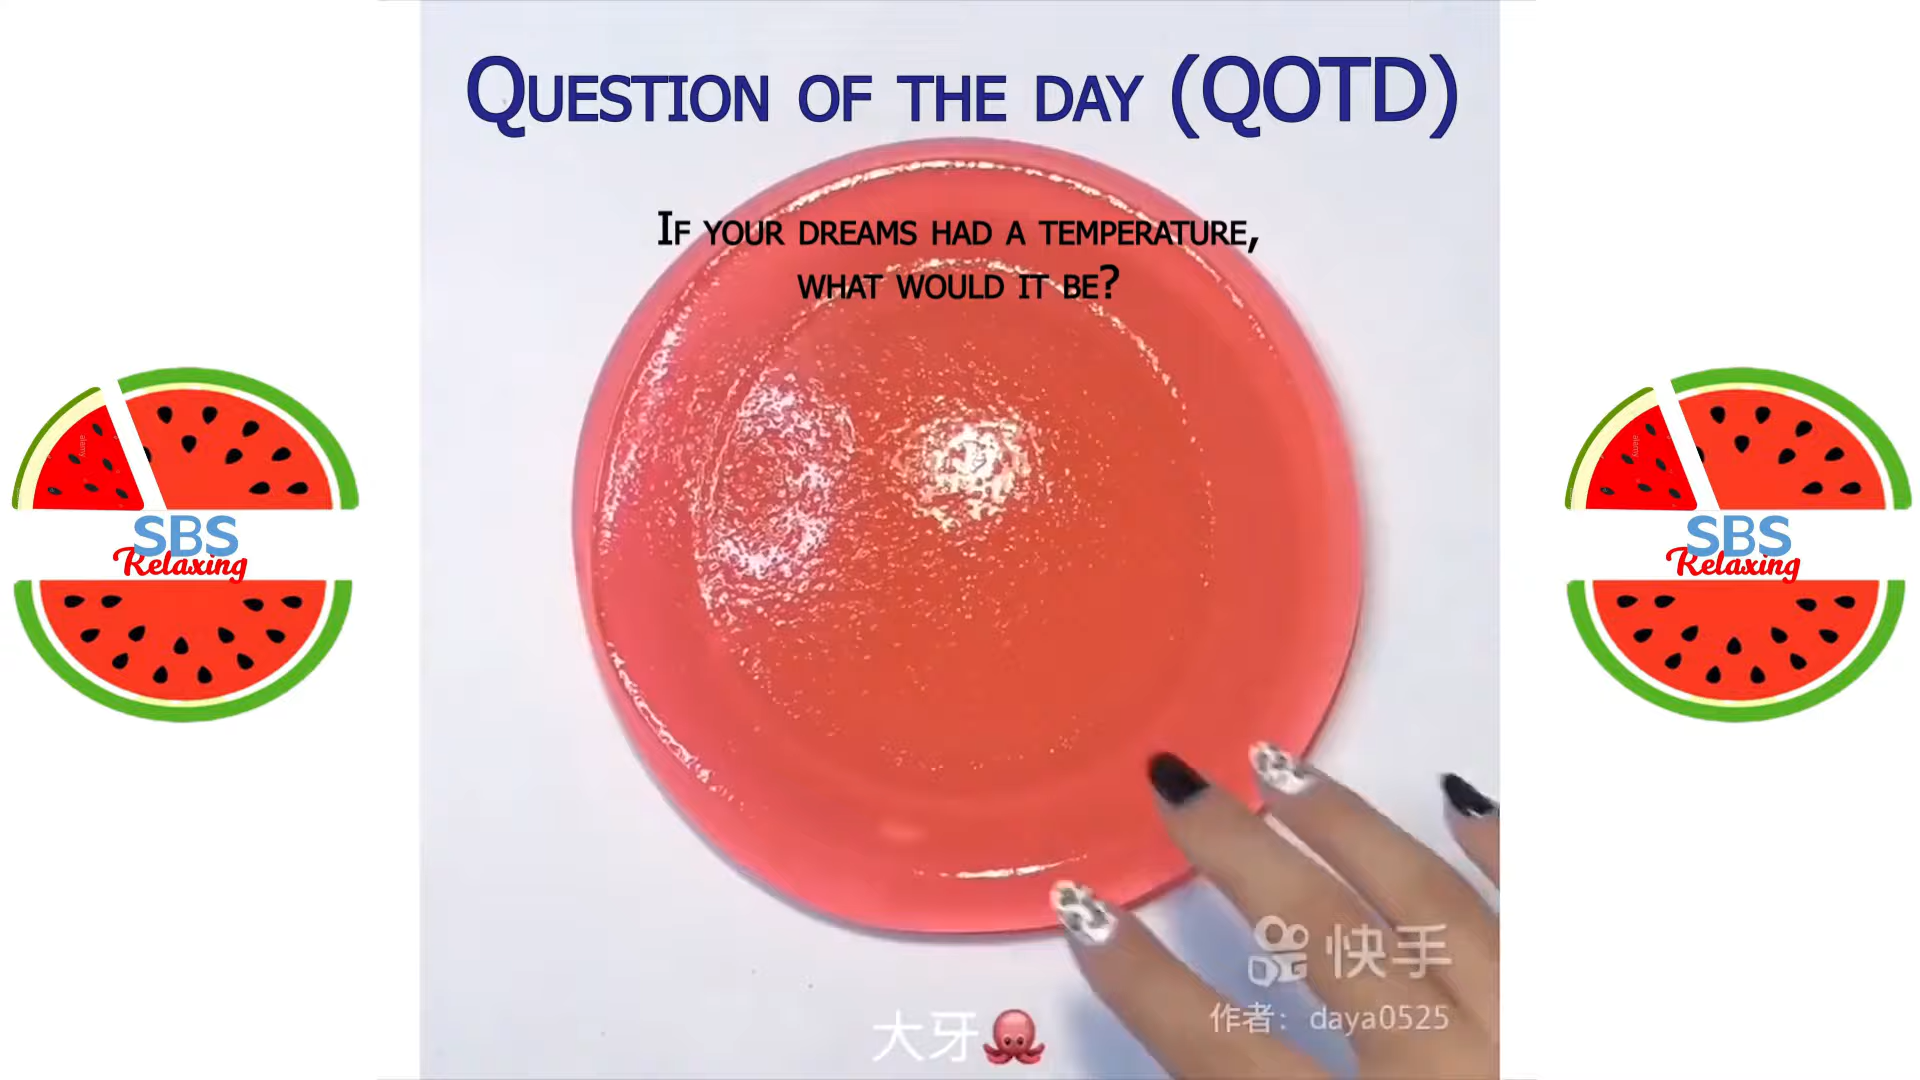 Question of the day (QOTD)
If your dreams had a temperature,
what would it be?
SBS
Relaxing
SBS
Relaxing
快手
作者: daya0525
大牙